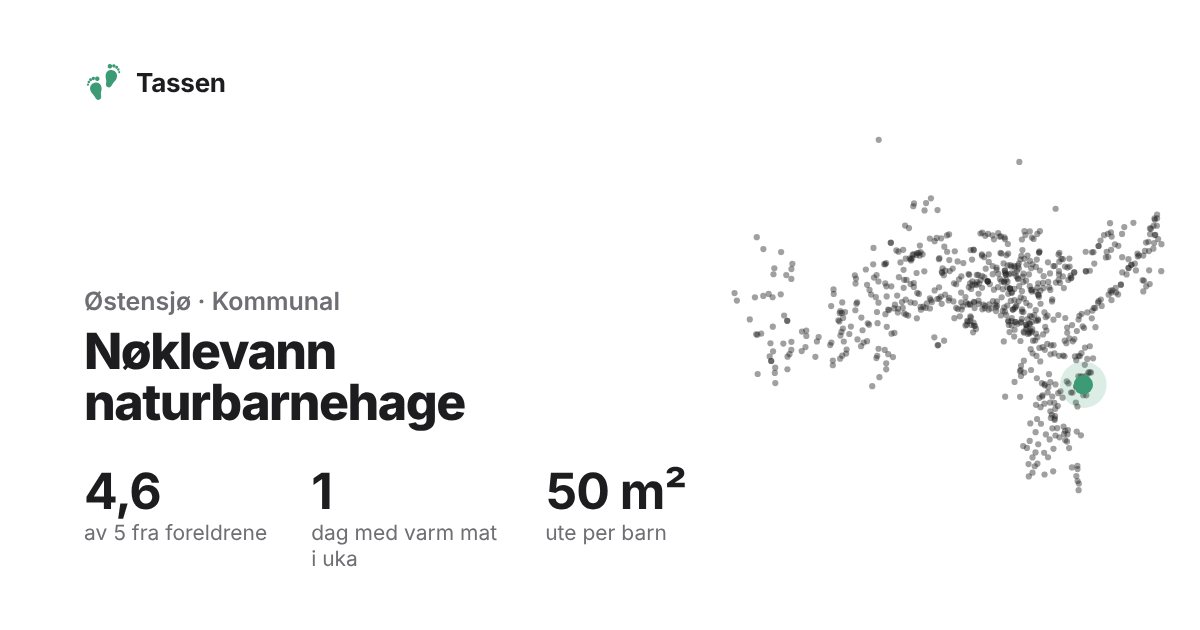 Tassen
Østensjø · Kommunal
Nøklevann
naturbarnehage
4,6
av 5 fra foreldrene
1
dag med varm mat
i uka
50 m²
ute per barn